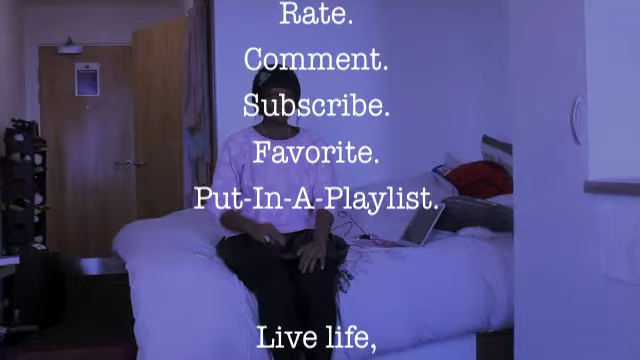 Rate.
Comment.
Subscribe.
Favorite.
Put-In-A-Playlist.
Live life,